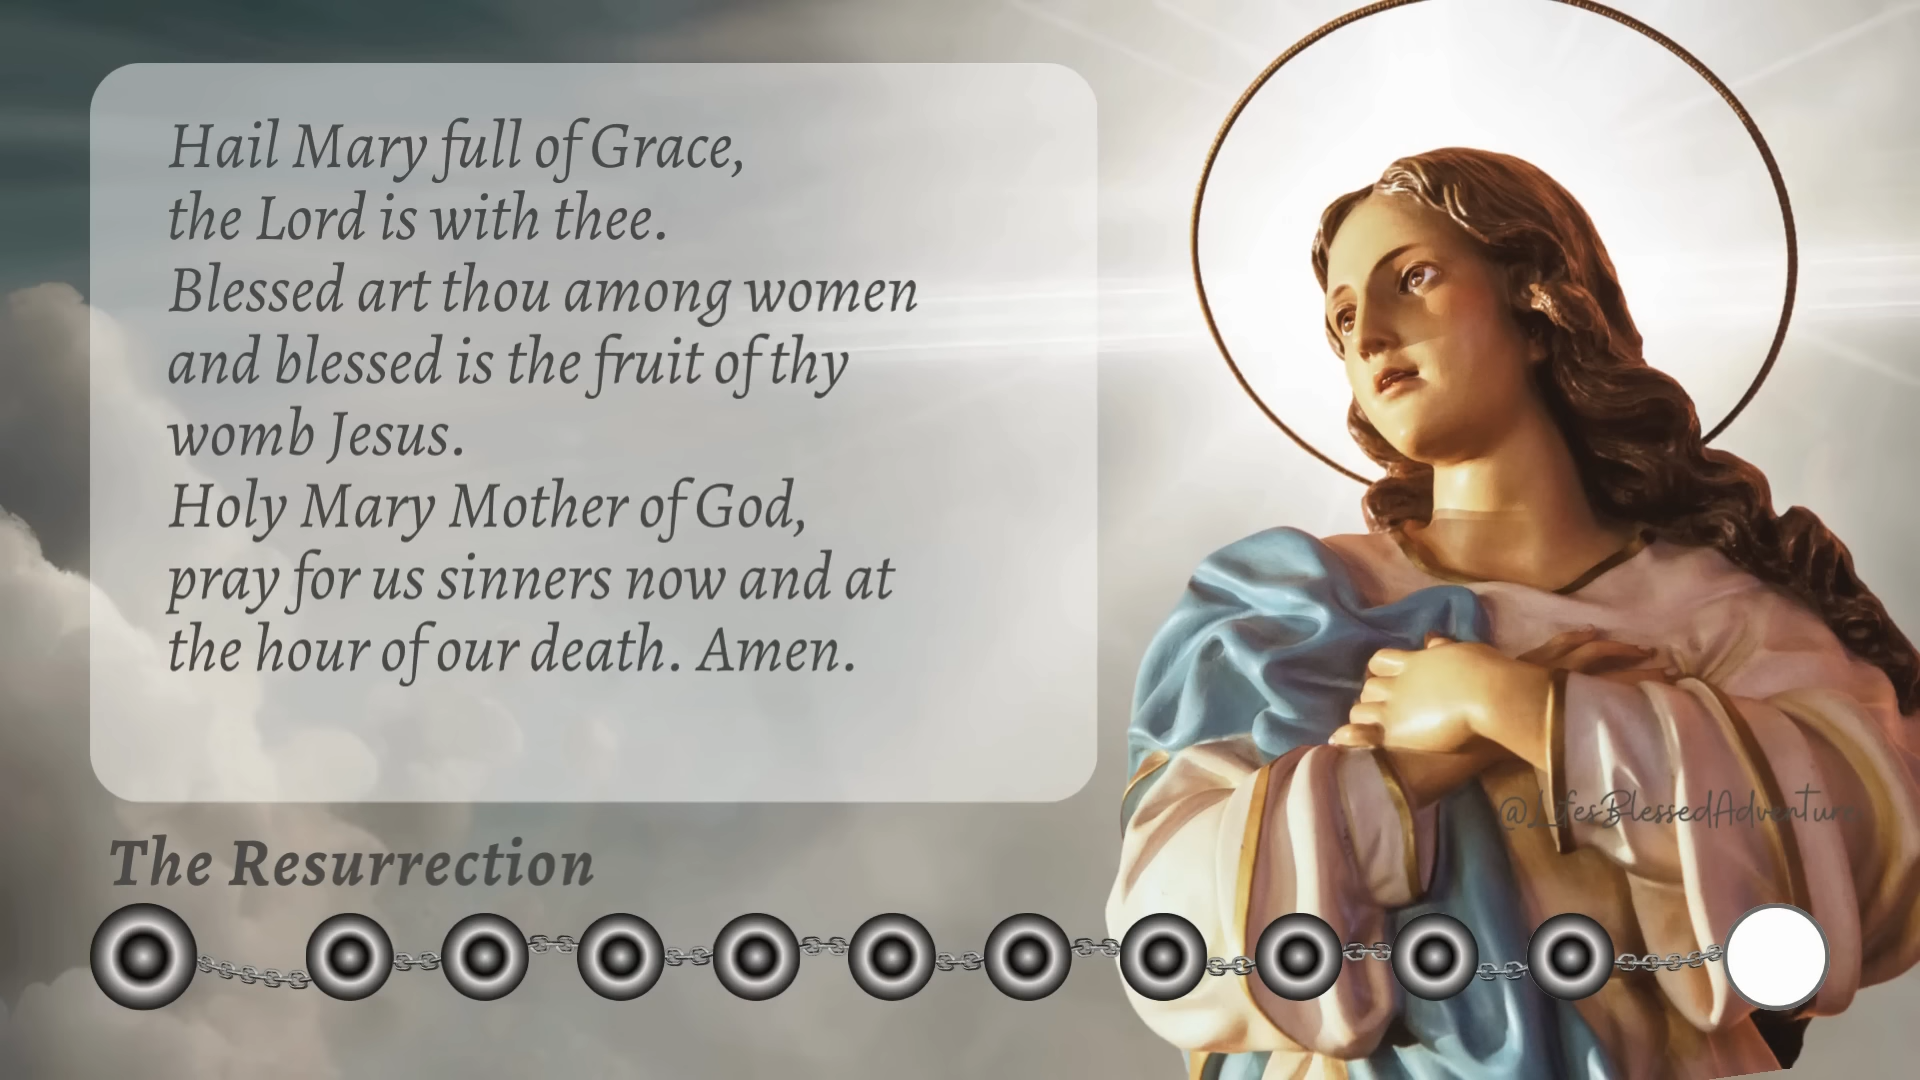 Hail Mary full of Grace,
the Lord is with thee.
Blessed art thou among women
and blessed is the fruit of thy
womb Jesus.
Holy Mary Mother of God,
pray for us sinners now and at
the hour of our death. Amen.
@LifesBlessedAdventure
The Resurrection